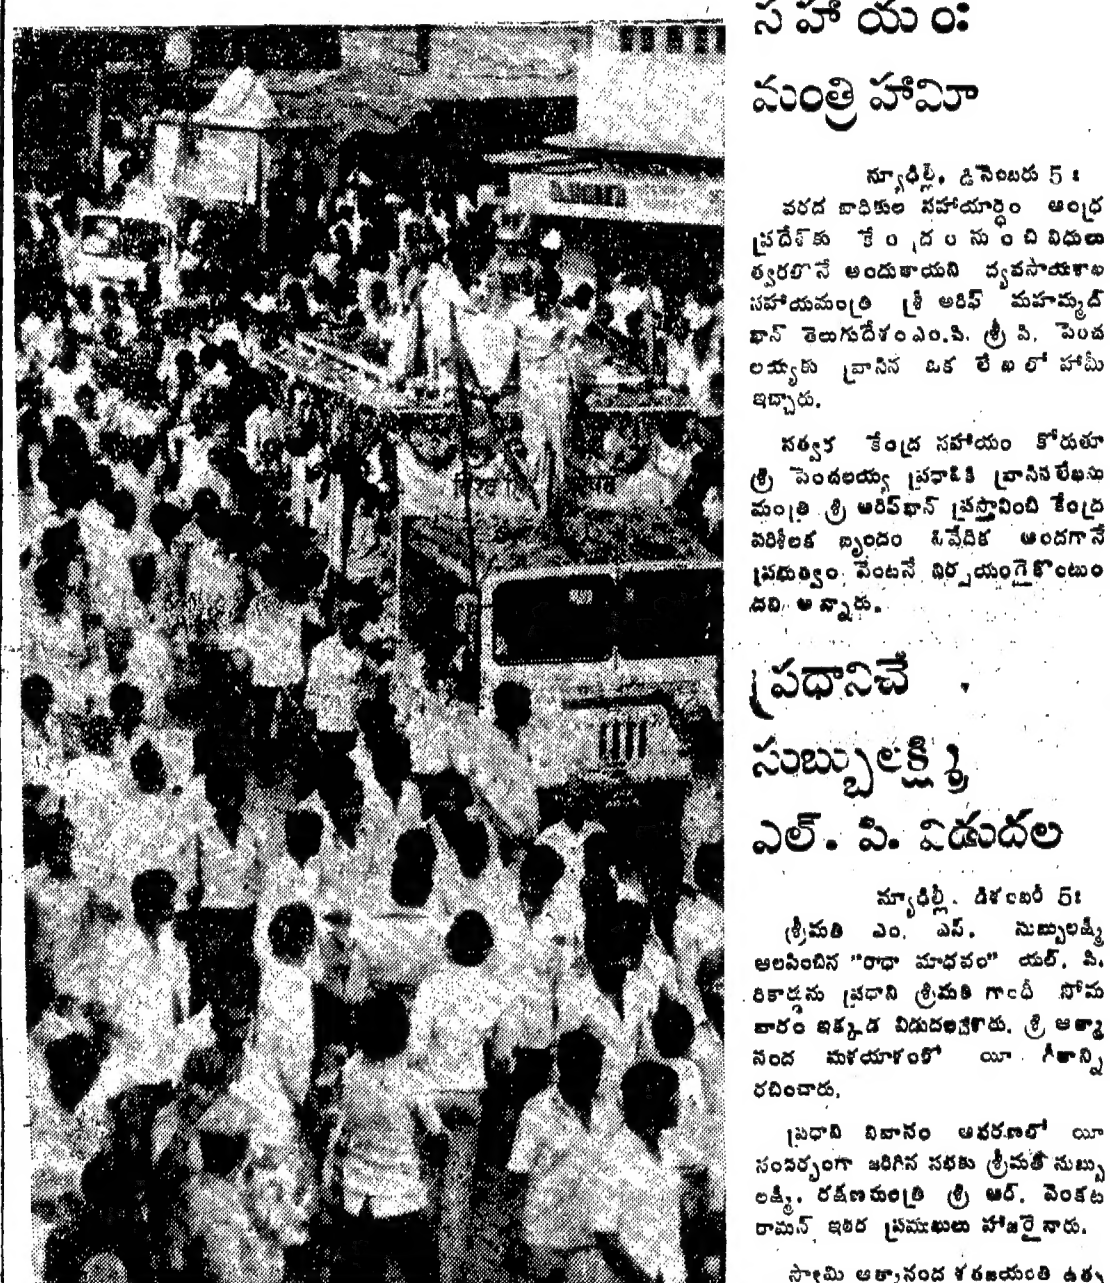 సహాయం:
మంత్రి హామీ
న్యూఢిల్లీ, డిసెంబరు 5 :
వరద బాధితుల సహాయార్థం ఆంధ్ర
ప్రదేశ్‌కు కేంద్రం నుంచి నిధులు
త్వరలోనే అందుతాయని వ్యవసాయశాఖ
సహాయమంత్రి శ్రీ అరిఫ్ మహమ్మద్
ఖాన్ తెలుగుదేశం ఎం.పి. శ్రీ పి. పెంచ
లయ్యకు వ్రాసిన ఒక లేఖలో హామీ
ఇచ్చారు.
సత్వర కేంద్ర సహాయం కోరుతూ
శ్రీ పెంచలయ్య ప్రధానికి వ్రాసిన లేఖను
మంత్రి శ్రీ ఆరిఫ్‌ఖాన్ ప్రస్తావించి కేంద్ర
పరిశీలక బృందం నివేదిక అందగానే
ప్రభుత్వం వెంటనే నిర్ణయం గైకొంటుం
దని అన్నారు.
ప్రధానిచే
సుబ్బులక్ష్మి
ఎల్. పి. విడుదల
న్యూఢిల్లీ, డిశంబర్ 5:
శ్రీమతి ఎం. ఎస్. సుబ్బులక్ష్మి
ఆలపించిన "రాధా మాధవం" యల్. పి.
రికార్డును ప్రధాని శ్రీమతి గాంధీ సోమ
వారం ఇక్కడ విడుదలచేశారు. శ్రీ ఆత్మా
నంద మళయాళంలో యీ గీతాన్ని
రచించారు.
ప్రధాని నివాసం ఆవరణలో యీ
సందర్భంగా జరిగిన సభకు శ్రీమతి సుబ్బు
లక్ష్మి, రక్షణమంత్రి శ్రీ ఆర్. వెంకట
రామన్ ఇతర ప్రముఖులు హాజరైనారు.
స్వామి ఆత్మానంద శతజయంతి ఉత్స